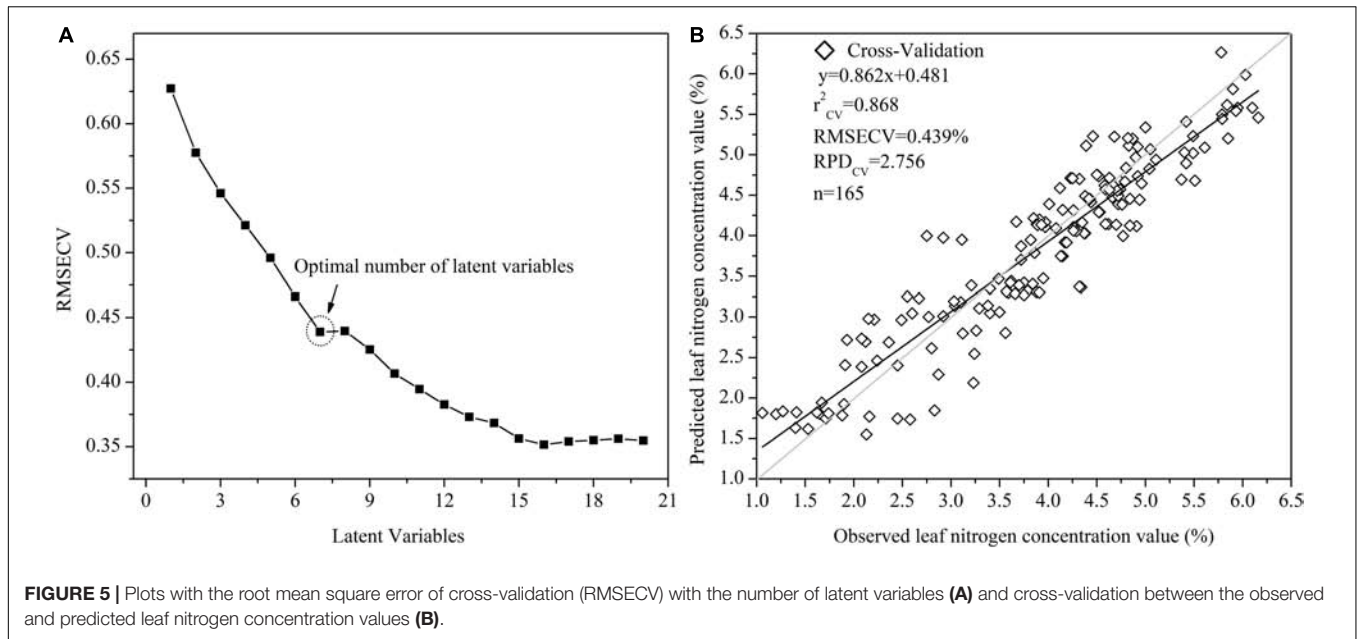 A
0.65
0.60
0.55
0.50
0.45
0.40
0.35
RMSECV
Optimal number of latent variables
0 3 6 9 12 15 18 21
Latent Variables
B
6.5
6.0
5.5
5.0
4.5
4.0
3.5
3.0
2.5
2.0
1.5
1.0
Predicted leaf nitrogen concentration value (%)
Cross-Validation
y=0.862x+0.481
r²CV=0.868
RMSECV=0.439%
RPDCV=2.756
n=165
1.0 1.5 2.0 2.5 3.0 3.5 4.0 4.5 5.0 5.5 6.0 6.5
Observed leaf nitrogen concentration value (%)
FIGURE 5 | Plots with the root mean square error of cross-validation (RMSECV) with the number of latent variables (A) and cross-validation between the observed
and predicted leaf nitrogen concentration values (B).